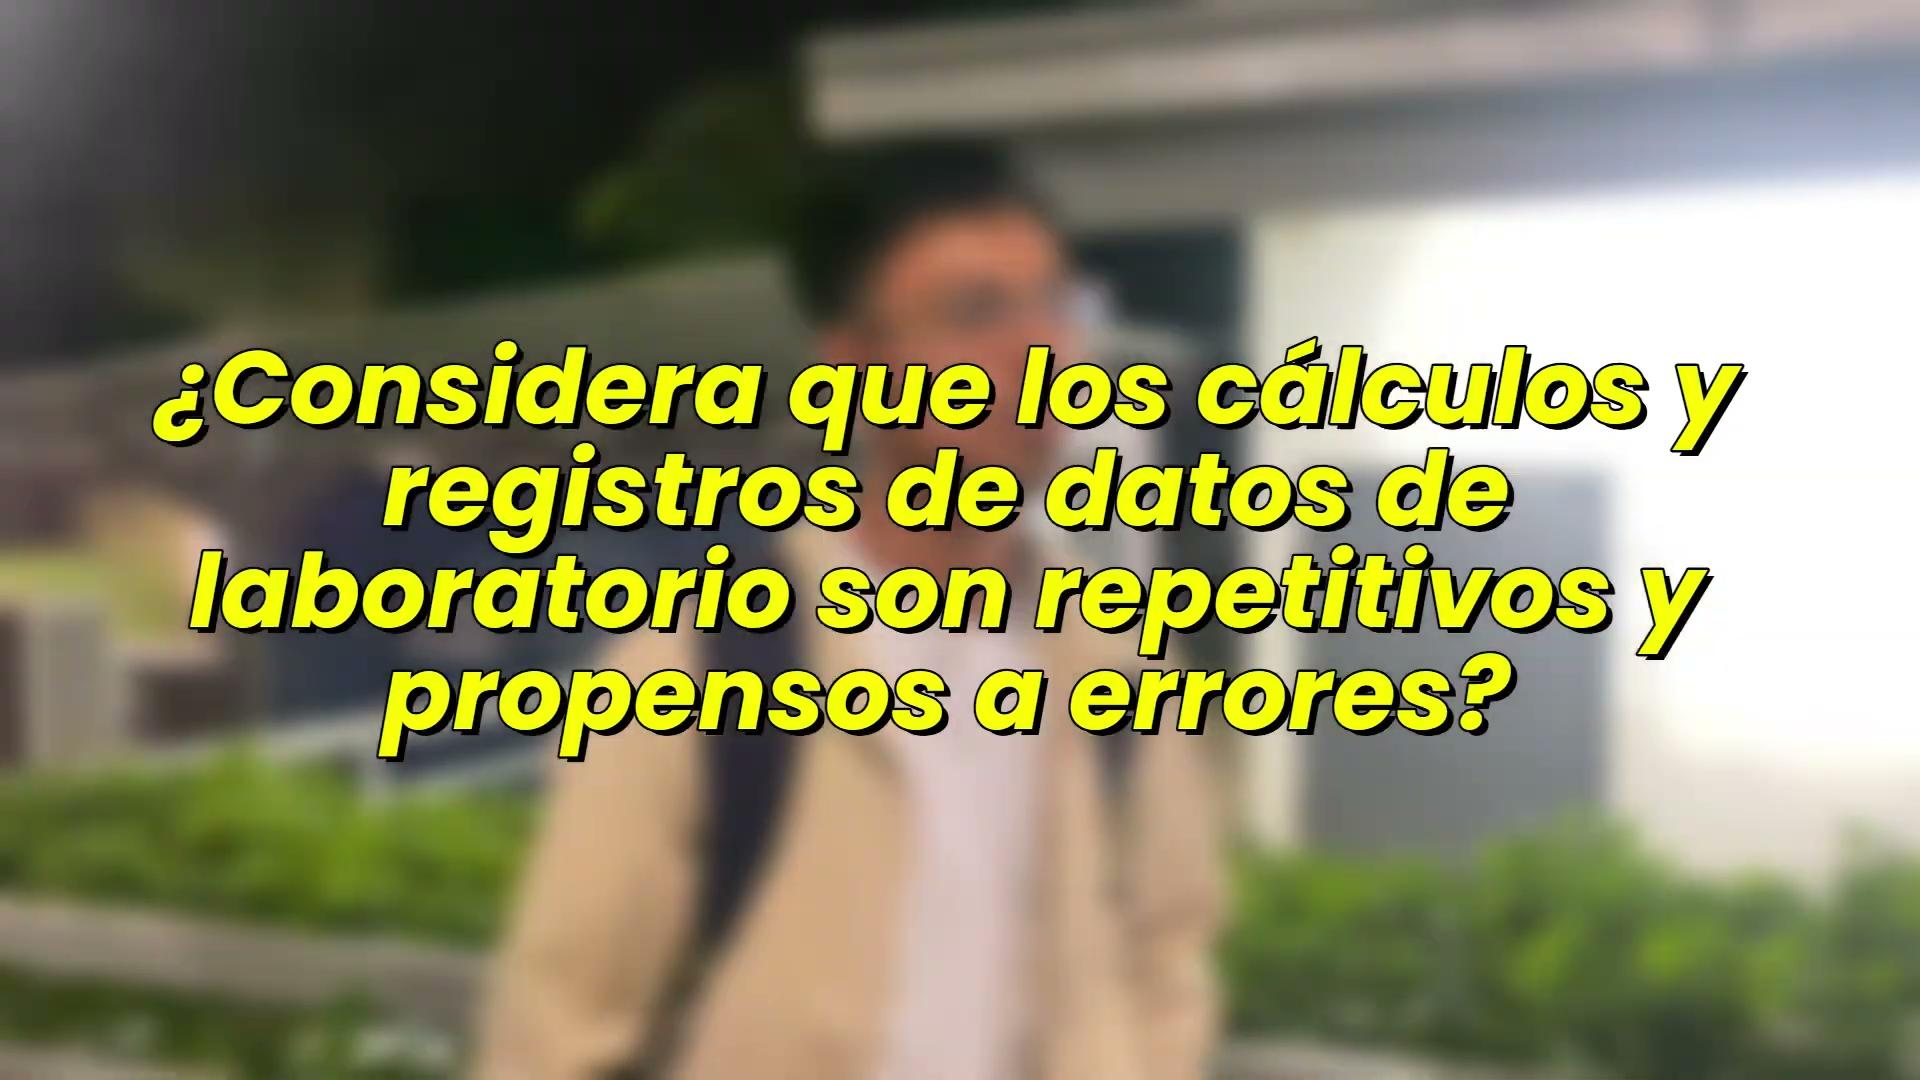 ¿Considera que los cálculos y
registros de datos de
laboratorio son repetitivos y
propensos a errores?